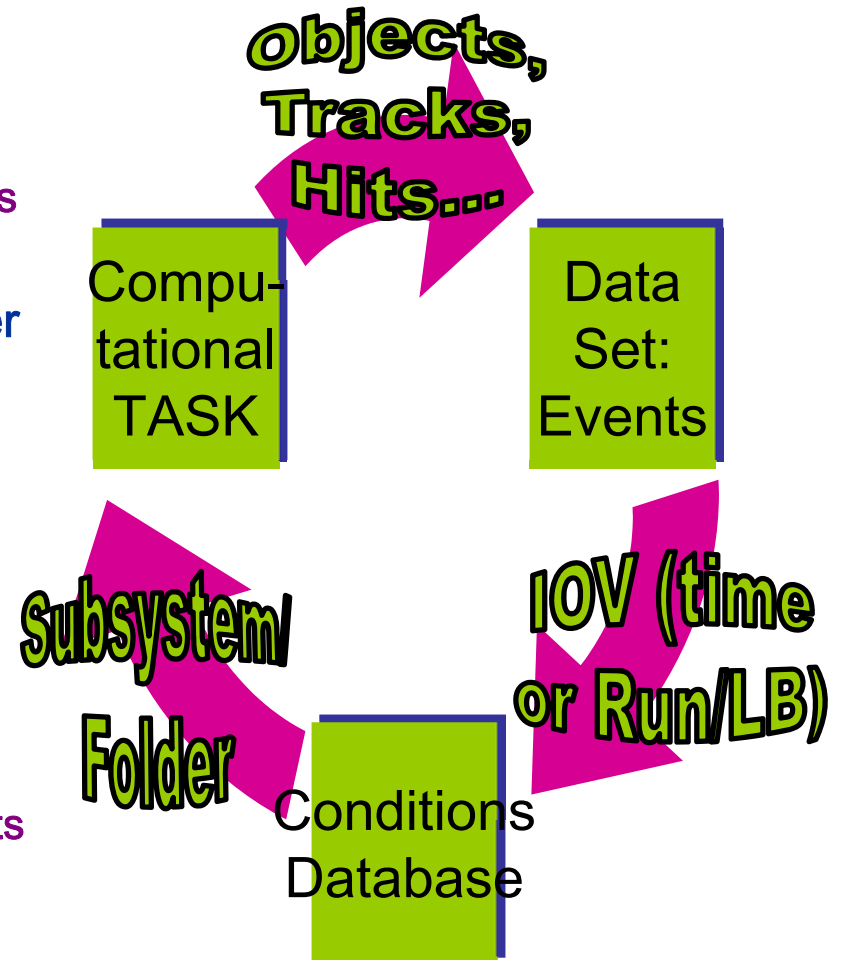 Objects,
Tracks,
Hits...
Compu-
tational
TASK
Data
Set:
Events
Subsystem/
Folder
IOV (time
or Run/LB)
Conditions
Database